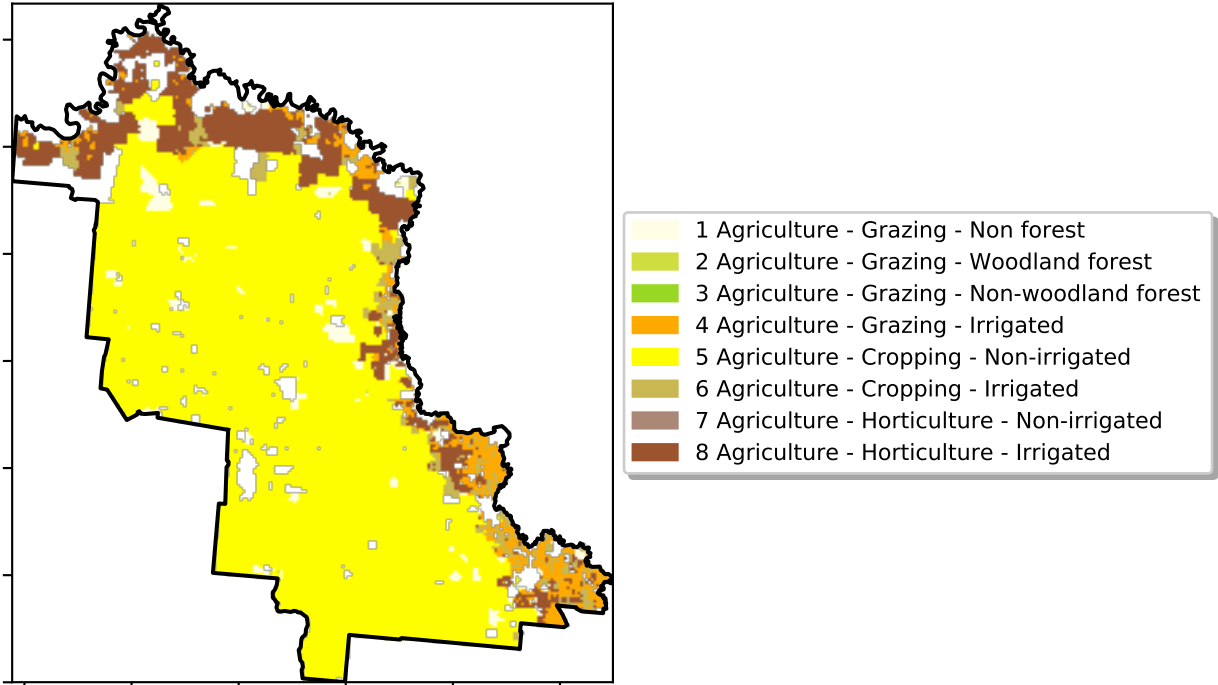 1 Agriculture - Grazing - Non forest
2 Agriculture - Grazing - Woodland forest
3 Agriculture - Grazing - Non-woodland forest
4 Agriculture - Grazing - Irrigated
5 Agriculture - Cropping - Non-irrigated
6 Agriculture - Cropping - Irrigated
7 Agriculture - Horticulture - Non-irrigated
8 Agriculture - Horticulture - Irrigated